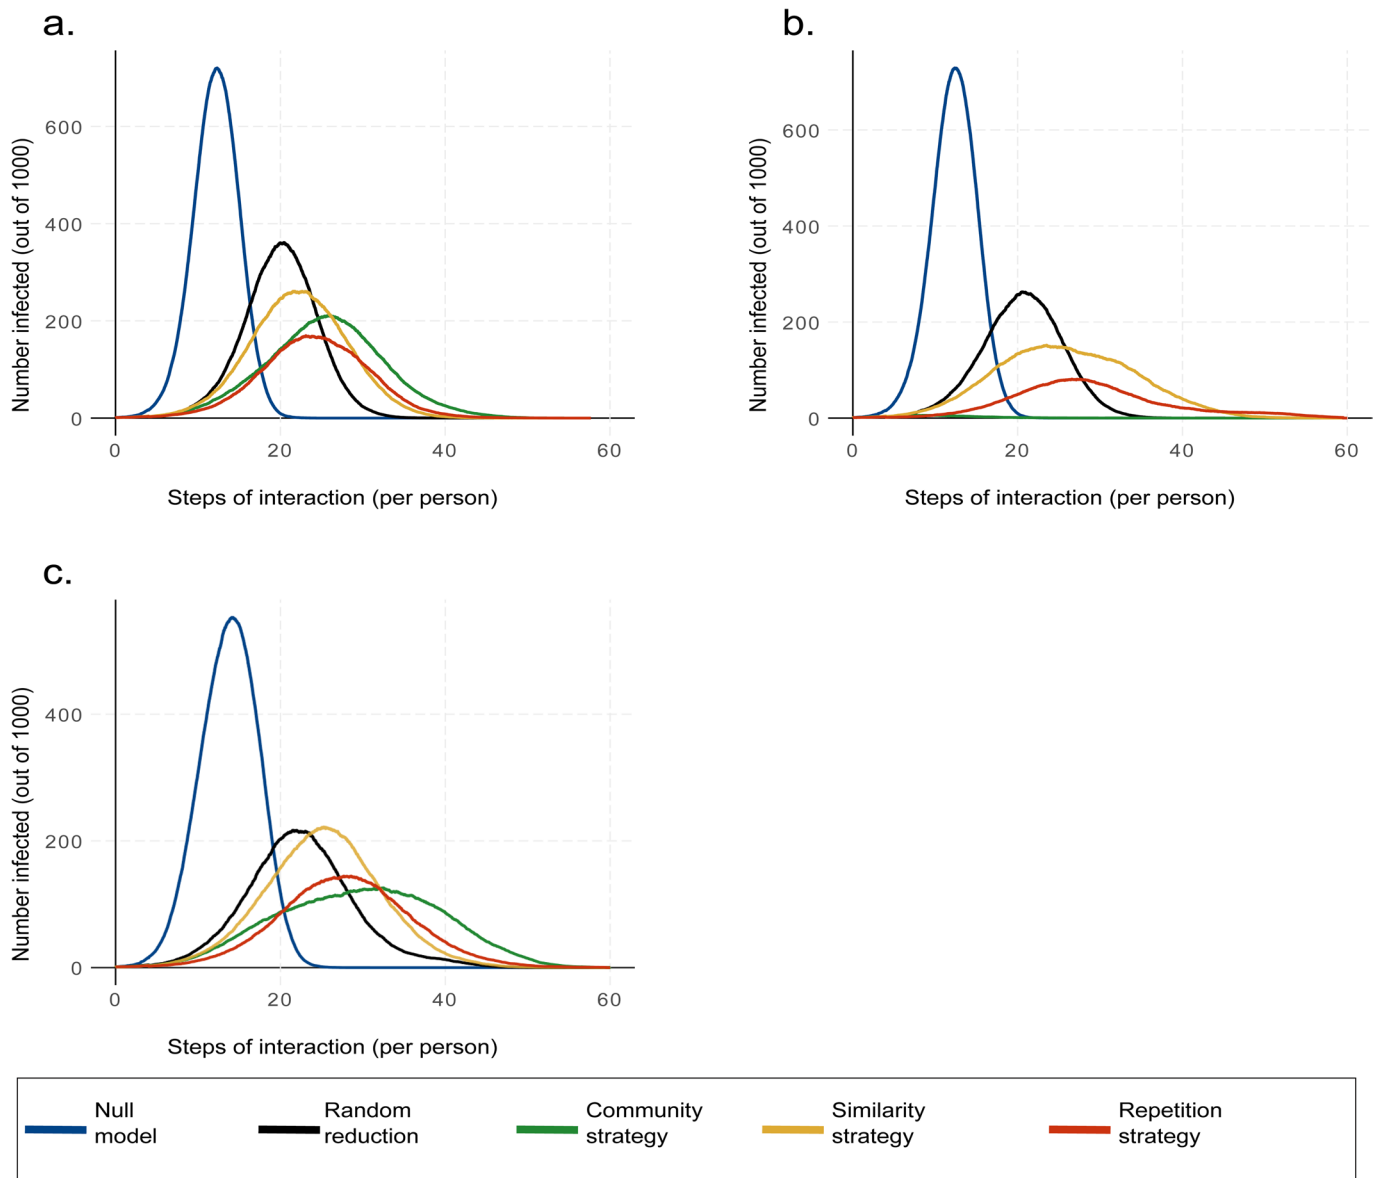 a.
Number infected (out of 1000)
600
400
200
0
0 20 40 60
Steps of interaction (per person)
b.
Number infected (out of 1000)
600
400
200
0
0 20 40 60
Steps of interaction (per person)
c.
Number infected (out of 1000)
400
200
0
0 20 40 60
Steps of interaction (per person)
Null
model
Random
reduction
Community
strategy
Similarity
strategy
Repetition
strategy